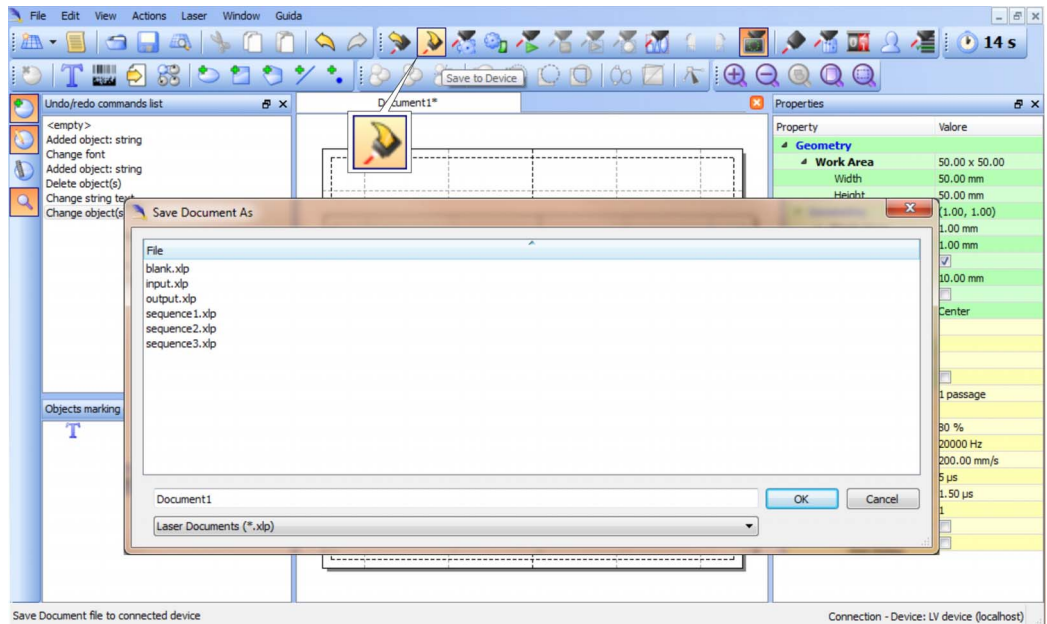 File Edit View Actions Laser Window Guida
14 s
Save to Device
Undo/redo commands list
<empty>
Added object: string
Change font
Added object: string
Delete object(s)
Change string text
Change object(s
Objects marking
T
Document1*
Properties
Property Valore
Geometry
Work Area 50.00 x 50.00
Width 50.00 mm
Height 50.00 mm
(1.00, 1.00)
1.00 mm
1.00 mm
10.00 mm
Center
1 passage
80 %
20000 Hz
200.00 mm/s
5 µs
1.50 µs
1
Save Document As
File
blank.xlp
input.xlp
output.xlp
sequence1.xlp
sequence2.xlp
sequence3.xlp
Document1
OK Cancel
Laser Documents (*.xlp)
Save Document file to connected device
Connection - Device: LV device (localhost)